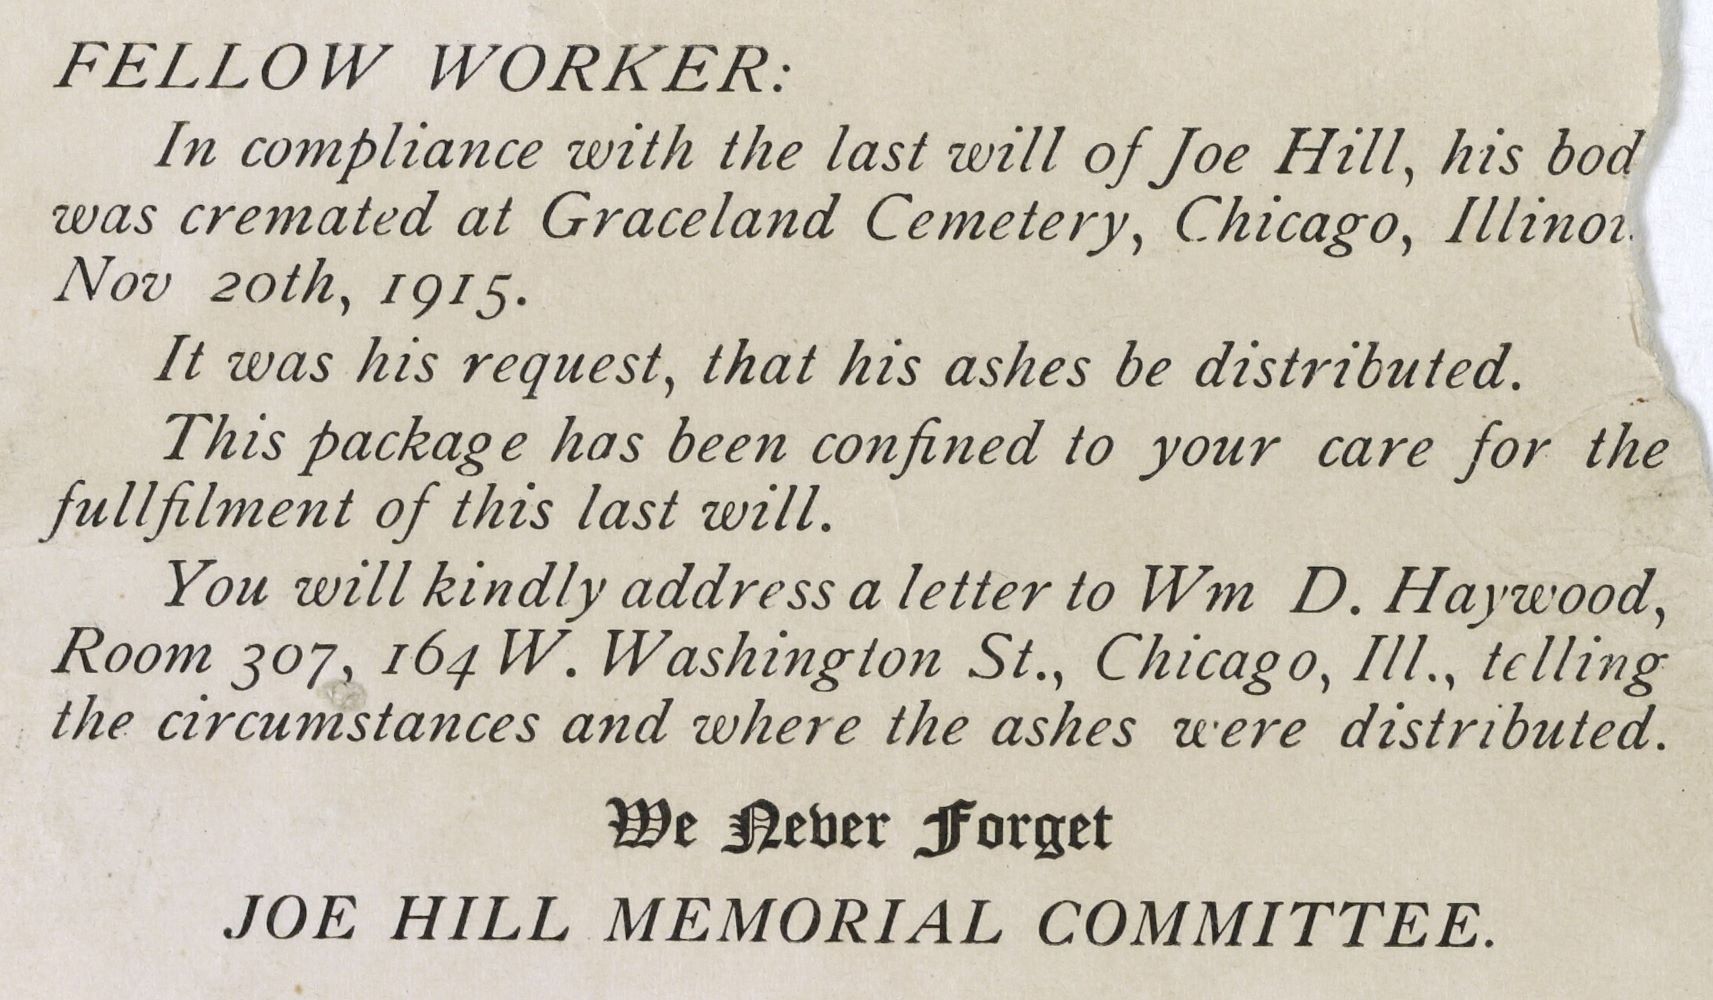 FELLOW WORKER:
In compliance with the last will of Joe Hill, his bod
was cremated at Graceland Cemetery, Chicago, Illinoi
Nov 20th, 1915.
It was his request, that his ashes be distributed.
This package has been confined to your care for the
fullfilment of this last will.
You will kindly address a letter to Wm D. Haywood,
Room 307, 164 W. Washington St., Chicago, Ill., telling
the circumstances and where the ashes were distributed.
We Never Forget
JOE HILL MEMORIAL COMMITTEE.